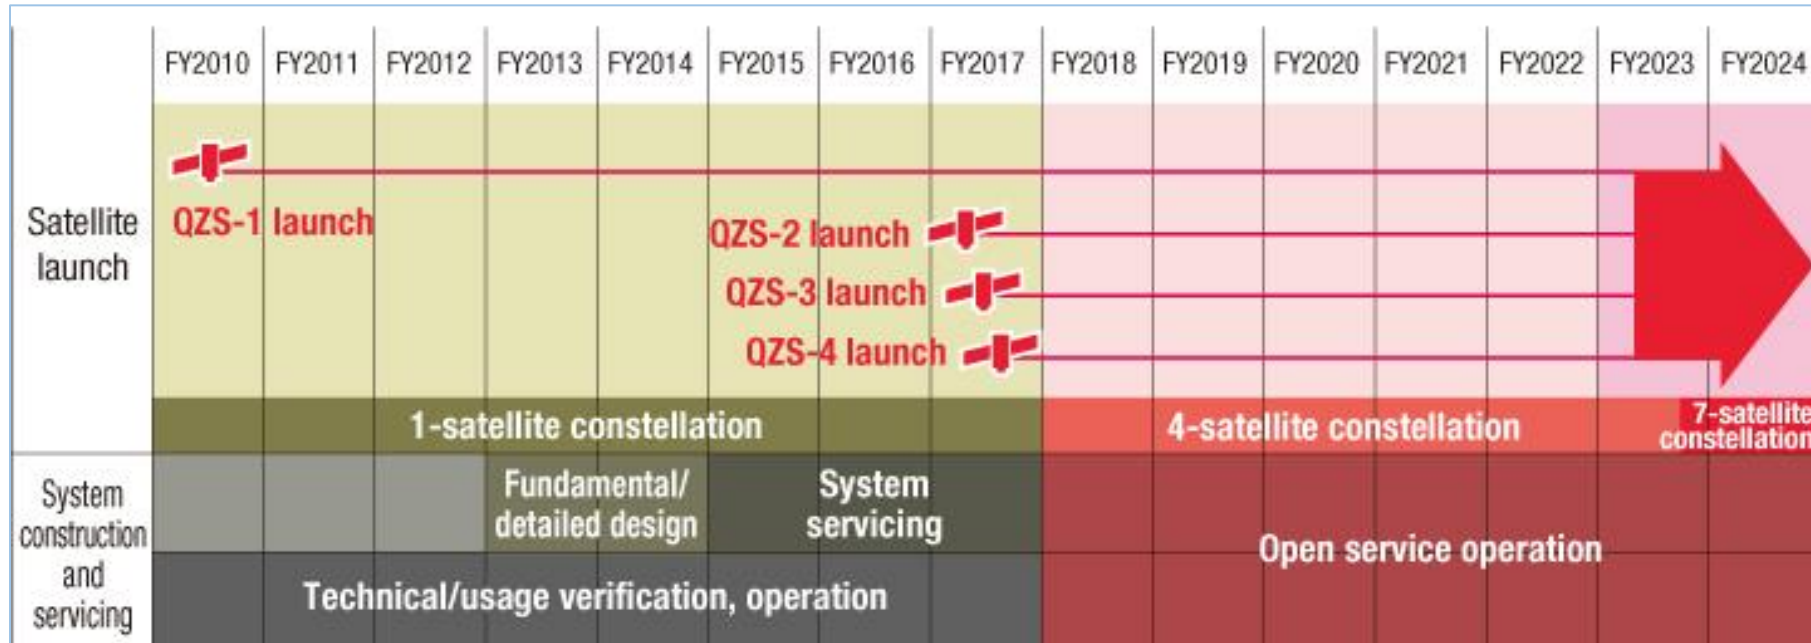 FY2010 FY2011 FY2012 FY2013 FY2014 FY2015 FY2016 FY2017 FY2018 FY2019 FY2020 FY2021 FY2022 FY2023 FY2024
Satellite
launch
QZS-1 launch
QZS-2 launch
QZS-3 launch
QZS-4 launch
1-satellite constellation
4-satellite constellation
7-satellite
constellation
System
construction
and
servicing
Fundamental/
detailed design
System
servicing
Technical/usage verification, operation
Open service operation